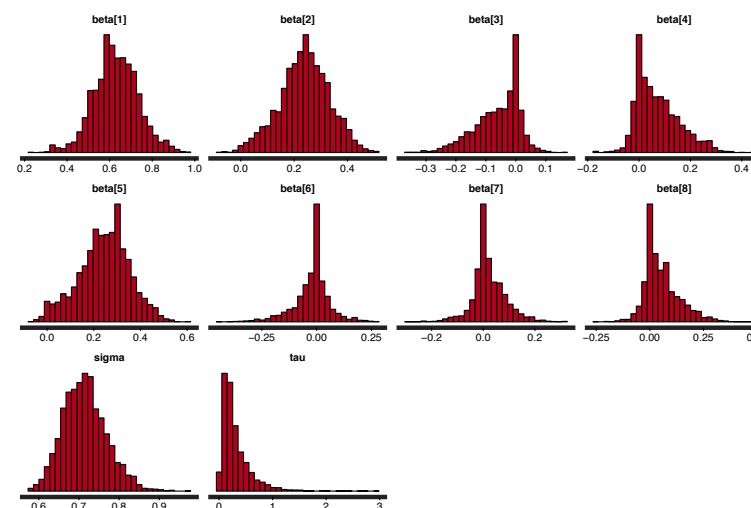 beta[1] beta[2] beta[3] beta[4]
0.2 0.4 0.6 0.8 1.0 0.0 0.2 0.4 −0.3 −0.2 −0.1 0.0 0.1 −0.2 0.0 0.2 0.4
beta[5] beta[6] beta[7] beta[8]
0.0 0.2 0.4 0.6 −0.25 0.00 0.25 −0.2 0.0 0.2 −0.25 0.00 0.25
sigma tau
0.6 0.7 0.8 0.9 0 1 2 3